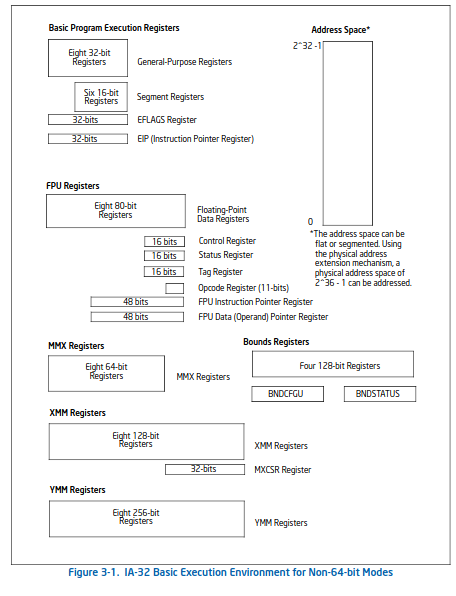 Basic Program Execution Registers
Address Space*
2^32 -1
Eight 32-bit
Registers
General-Purpose Registers
Six 16-bit
Registers
Segment Registers
32-bits
EFLAGS Register
32-bits
EIP (Instruction Pointer Register)
FPU Registers
Eight 80-bit
Registers
Floating-Point
Data Registers
0
*The address space can be
flat or segmented. Using
the physical address
extension mechanism, a
physical address space of
2^36 - 1 can be addressed.
16 bits
Control Register
16 bits
Status Register
16 bits
Tag Register
Opcode Register (11-bits)
48 bits
FPU Instruction Pointer Register
48 bits
FPU Data (Operand) Pointer Register
MMX Registers
Eight 64-bit
Registers
MMX Registers
Bounds Registers
Four 128-bit Registers
BNDCFGU
BNDSTATUS
XMM Registers
Eight 128-bit
Registers
XMM Registers
32-bits
MXCSR Register
YMM Registers
Eight 256-bit
Registers
YMM Registers
Figure 3-1. IA-32 Basic Execution Environment for Non-64-bit Modes